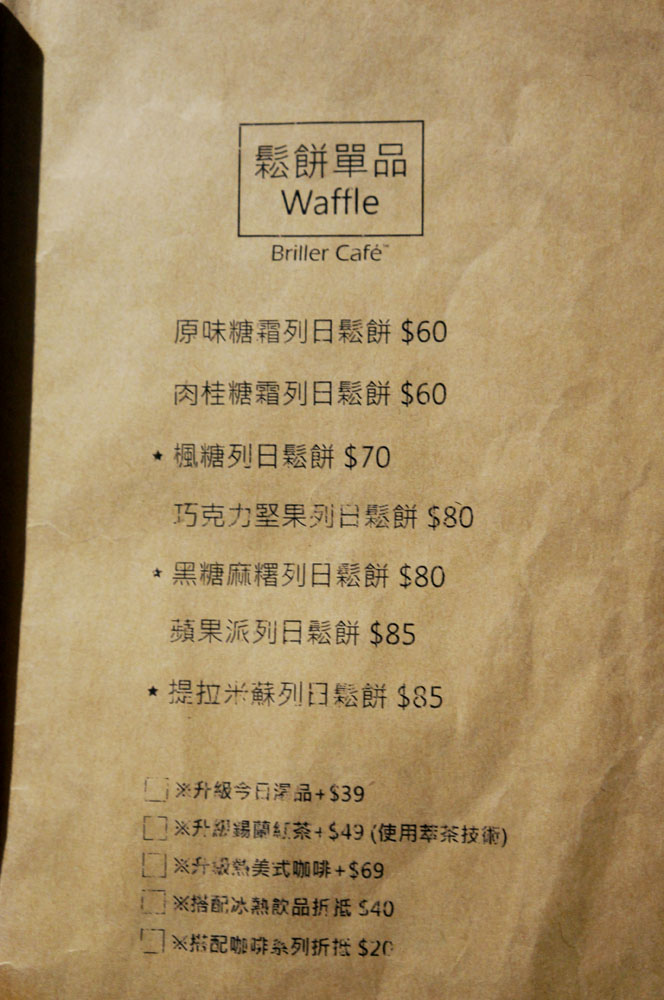 鬆餅單品
Waffle
Briller Café™
原味糖霜列日鬆餅 $60
肉桂糖霜列日鬆餅 $60
★ 楓糖列日鬆餅 $70
巧克力堅果列日鬆餅 $80
★ 黑糖麻糬列日鬆餅 $80
蘋果派列日鬆餅 $85
★ 提拉米蘇列日鬆餅 $85
※升級今日湯品+$39
※升級錫蘭紅茶+$49 (使用萃茶技術)
※升級熱美式咖啡+$69
※搭配冰熱飲品折抵 $40
※搭配咖啡系列折抵 $20